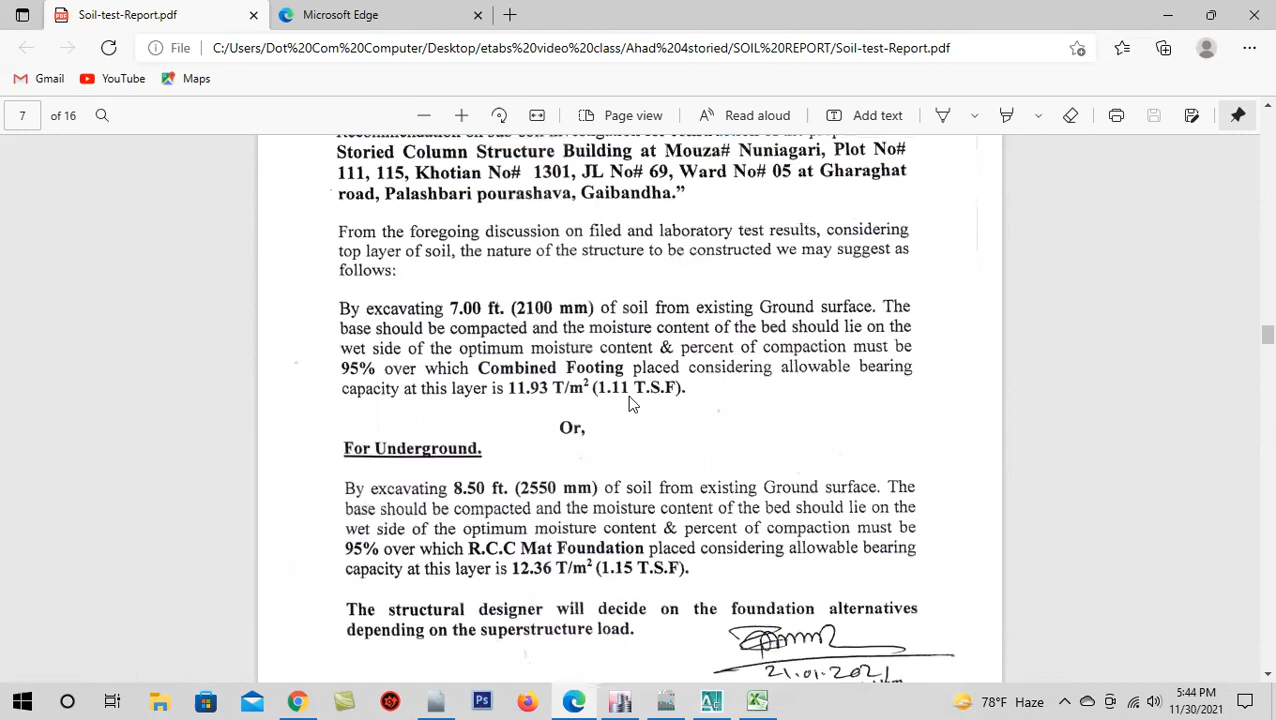 Soil-test-Report.pdf
Microsoft Edge
File
C:/Users/Dot%20Com%20Computer/Desktop/etabs%20video%20class/Ahad%204storied/SOIL%20REPORT/Soil-test-Report.pdf
Gmail
YouTube
Maps
7 of 16
Page view
Read aloud
Add text
Storied Column Structure Building at Mouza# Nuniagari, Plot No#
111, 115, Khotian No# 1301, JL No# 69, Ward No# 05 at Gharaghat
road, Palashbari pourashava, Gaibandha.”
From the foregoing discussion on filed and laboratory test results, considering
top layer of soil, the nature of the structure to be constructed we may suggest as
follows:
By excavating 7.00 ft. (2100 mm) of soil from existing Ground surface. The
base should be compacted and the moisture content of the bed should lie on the
wet side of the optimum moisture content & percent of compaction must be
95% over which Combined Footing placed considering allowable bearing
capacity at this layer is 11.93 T/m² (1.11 T.S.F).
Or,
For Underground.
By excavating 8.50 ft. (2550 mm) of soil from existing Ground surface. The
base should be compacted and the moisture content of the bed should lie on the
wet side of the optimum moisture content & percent of compaction must be
95% over which R.C.C Mat Foundation placed considering allowable bearing
capacity at this layer is 12.36 T/m² (1.15 T.S.F).
The structural designer will decide on the foundation alternatives
depending on the superstructure load.
21.01.2021
78°F Haze
5:44 PM
11/30/2021